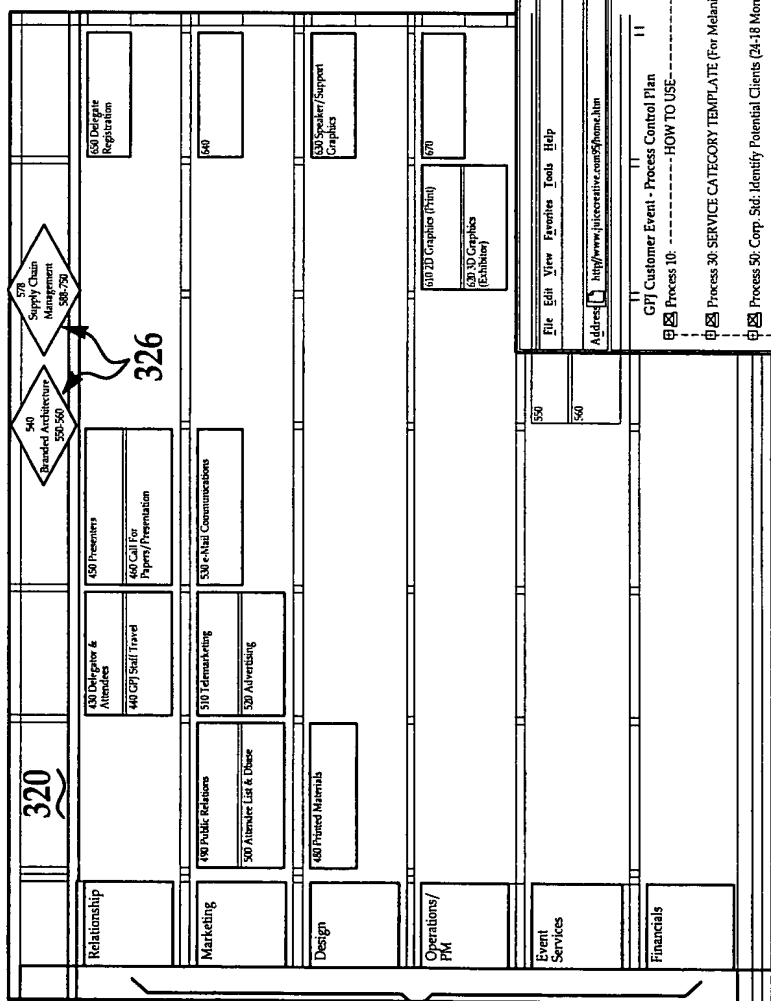 540
Branded Architecture
550-560
578
Supply Chain
Management
588-750
320
326
Relationship
430 Delegator &
Attendees
440 GPJ Staff Travel
450 Presenters
460 Call For
Papers/Presentation
650 Delegate
Registration
Marketing
490 Public Relations
500 Attendee List & Dbase
510 Telemarketing
520 Advertising
530 e-Mail Communications
640
Design
480 Printed Materials
630 Speaker/Support
Graphics
Operations/
PM
610 2D Graphics (Print)
620 3D Graphics
(Exhibitor)
670
Event
Services
550
560
Financials
File Edit View Favorites Tools Help
Address http//www.juicecreative.com95/home.htm
GPJ Customer Event - Process Control Plan
Process 10: ----------HOW TO USE----------
Process 30: SERVICE CATEGORY TEMPLATE (For Melani
Process 50: Corp. Std: Identify Potential Clients (24-18 Mon